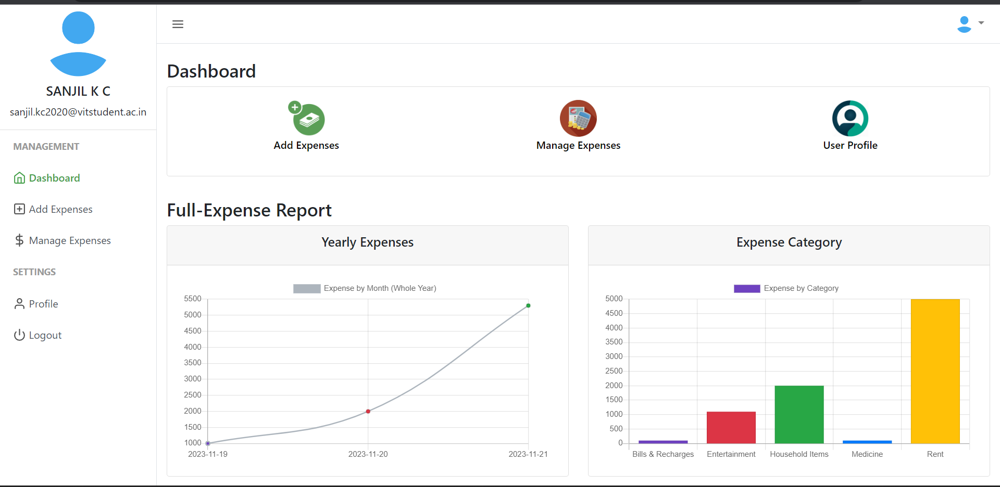 SANJIL K C
sanjil.kc2020@vitstudent.ac.in
MANAGEMENT
Dashboard
Add Expenses
Manage Expenses
SETTINGS
Profile
Logout
Dashboard
Add Expenses
Manage Expenses
User Profile
Full-Expense Report
Yearly Expenses
Expense by Month (Whole Year)
5500
5000
4500
4000
3500
3000
2500
2000
1500
1000
2023-11-19
2023-11-20
2023-11-21
Expense Category
Expense by Category
5000
4500
4000
3500
3000
2500
2000
1500
1000
500
0
Bills & Recharges
Entertainment
Household Items
Medicine
Rent